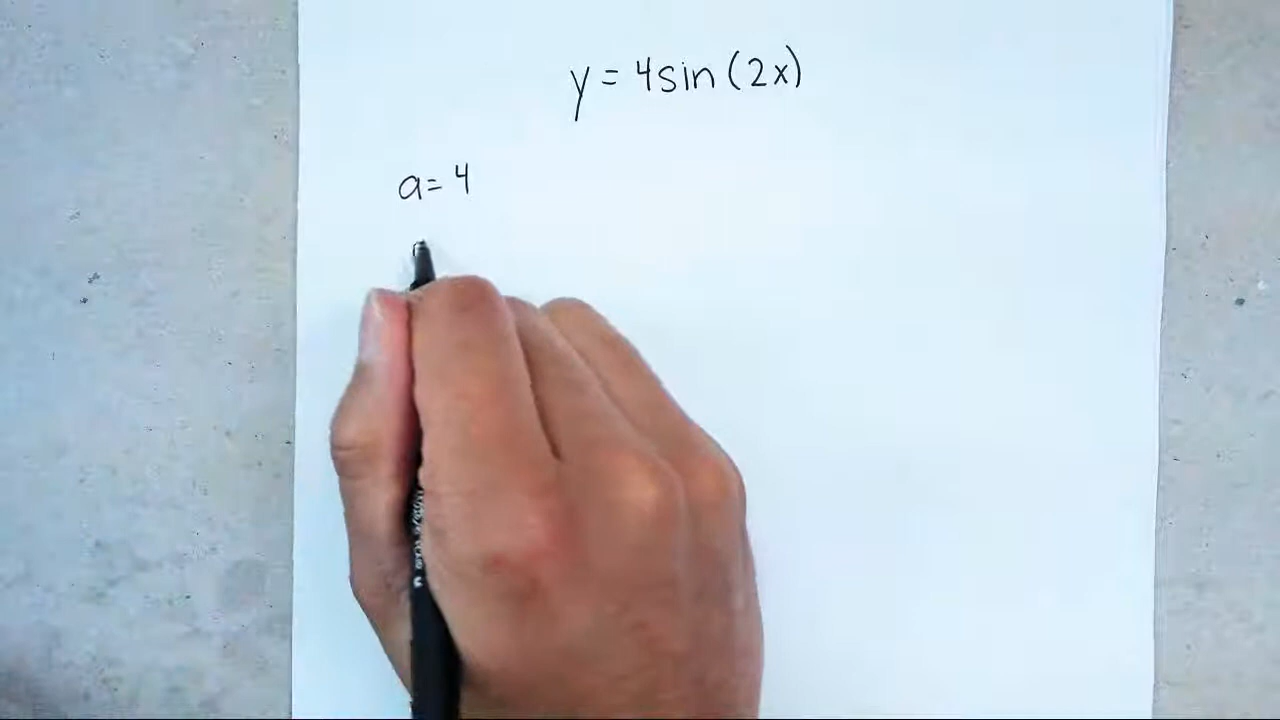 y = 4sin(2x)
a = 4